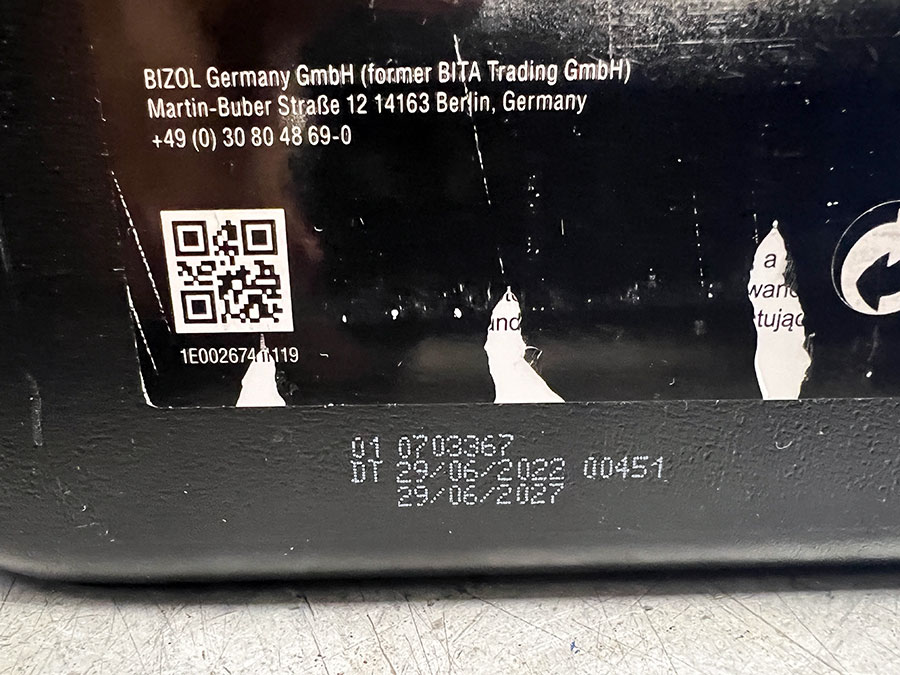 BIZOL Germany GmbH (former BITA Trading GmbH)
Martin-Buber Straße 12 14163 Berlin, Germany
+49 (0) 30 80 48 69-0
a
01 0703367
DT 29/06/2022 00451
29/06/2027